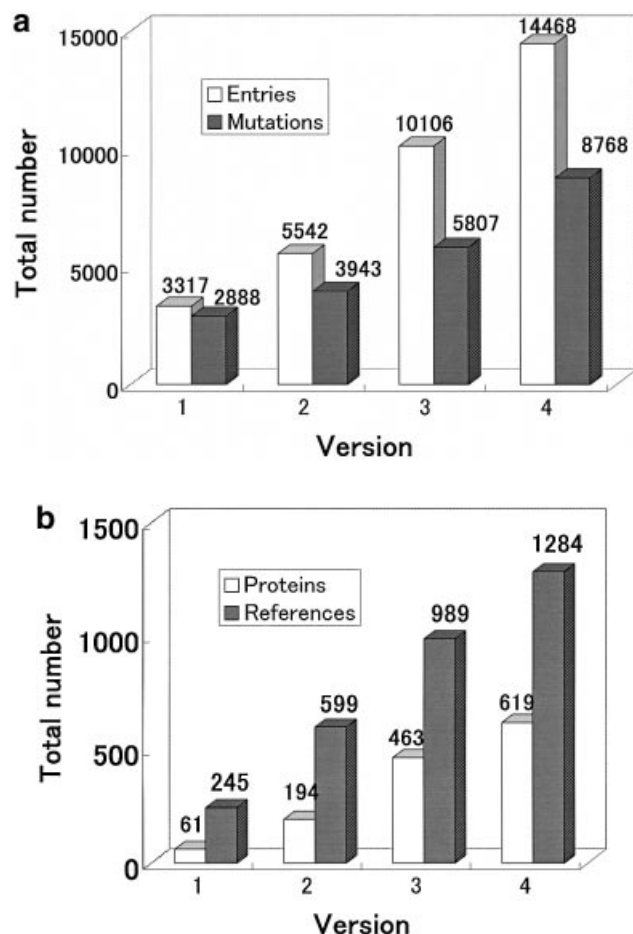 a
15000
14468
Entries
Mutations
10106
8768
10000
Total number
5542
5807
5000
3943
3317
2888
0
1 2 3 4
Version
b
1500
1284
Proteins
References
989
1000
Total number
599
619
500
463
245
194
61
0
1 2 3 4
Version